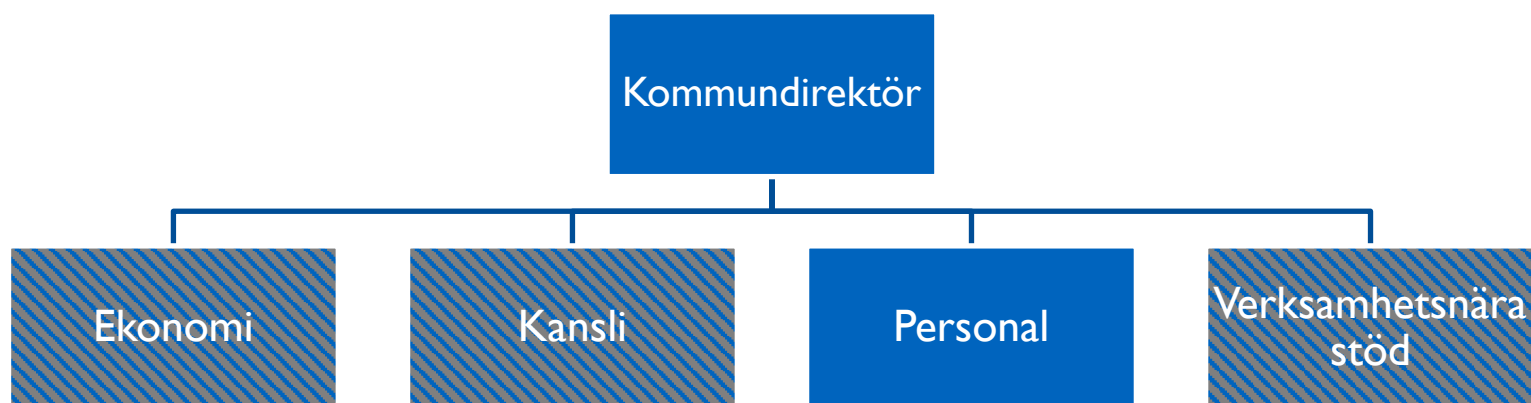 Kommundirektör
Ekonomi
Kansli
Personal
Verksamhetsnära
stöd